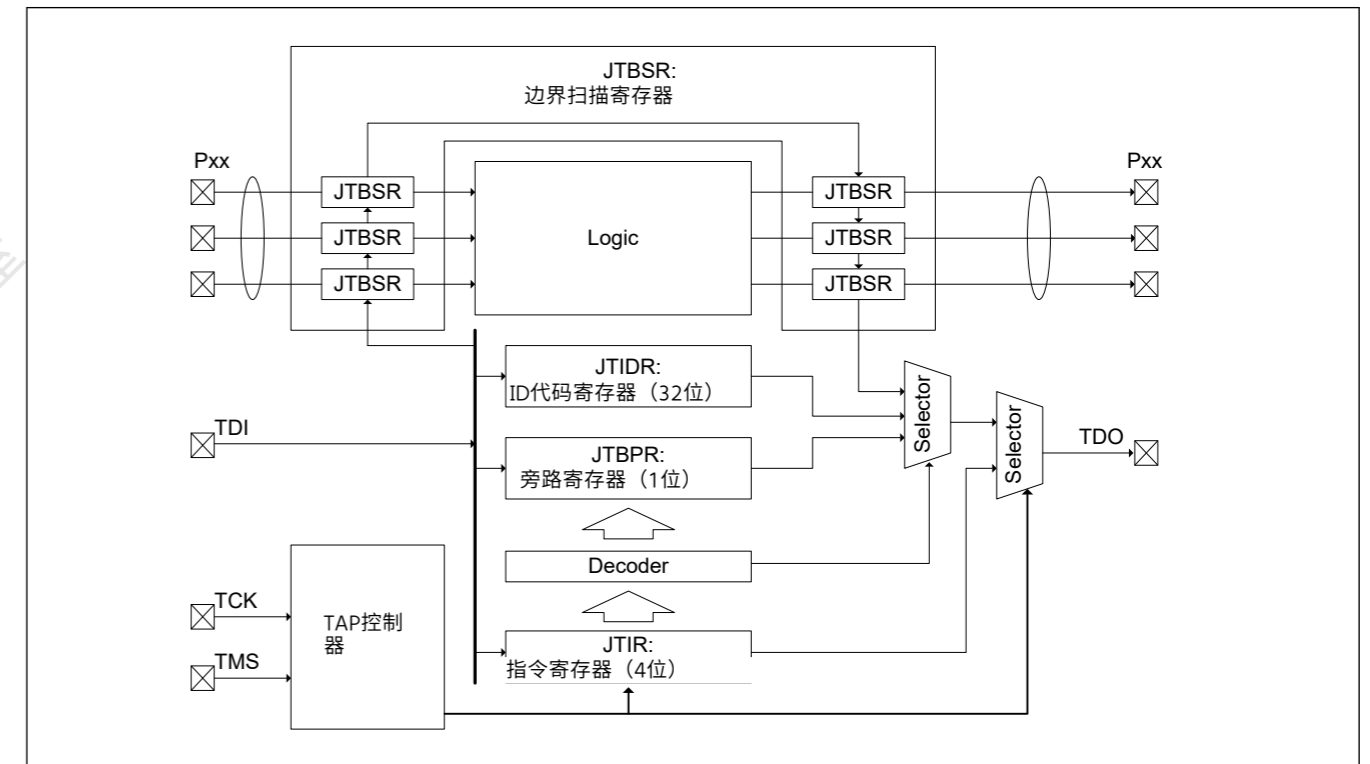 JTBSR:
边界扫描寄存器
Pxx
Pxx
JTBSR
JTBSR
JTBSR
JTBSR
Logic
JTBSR
JTBSR
JTIDR:
ID代码寄存器（32位）
Selector
Selector
TDI
TDO
JTBPR:
旁路寄存器（1位）
Decoder
TCK
TAP控制
器
TMS
JTIR:
指令寄存器（4位）